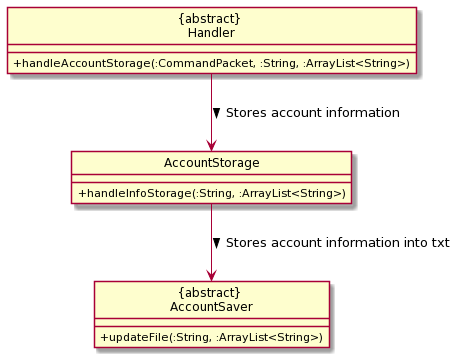 {abstract}
Handler
+handleAccountStorage(:CommandPacket, :String, :ArrayList<String>)
Stores account information
AccountStorage
+handleInfoStorage(:String, :ArrayList<String>)
Stores account information into txt
{abstract}
AccountSaver
+updateFile(:String, :ArrayList<String>)